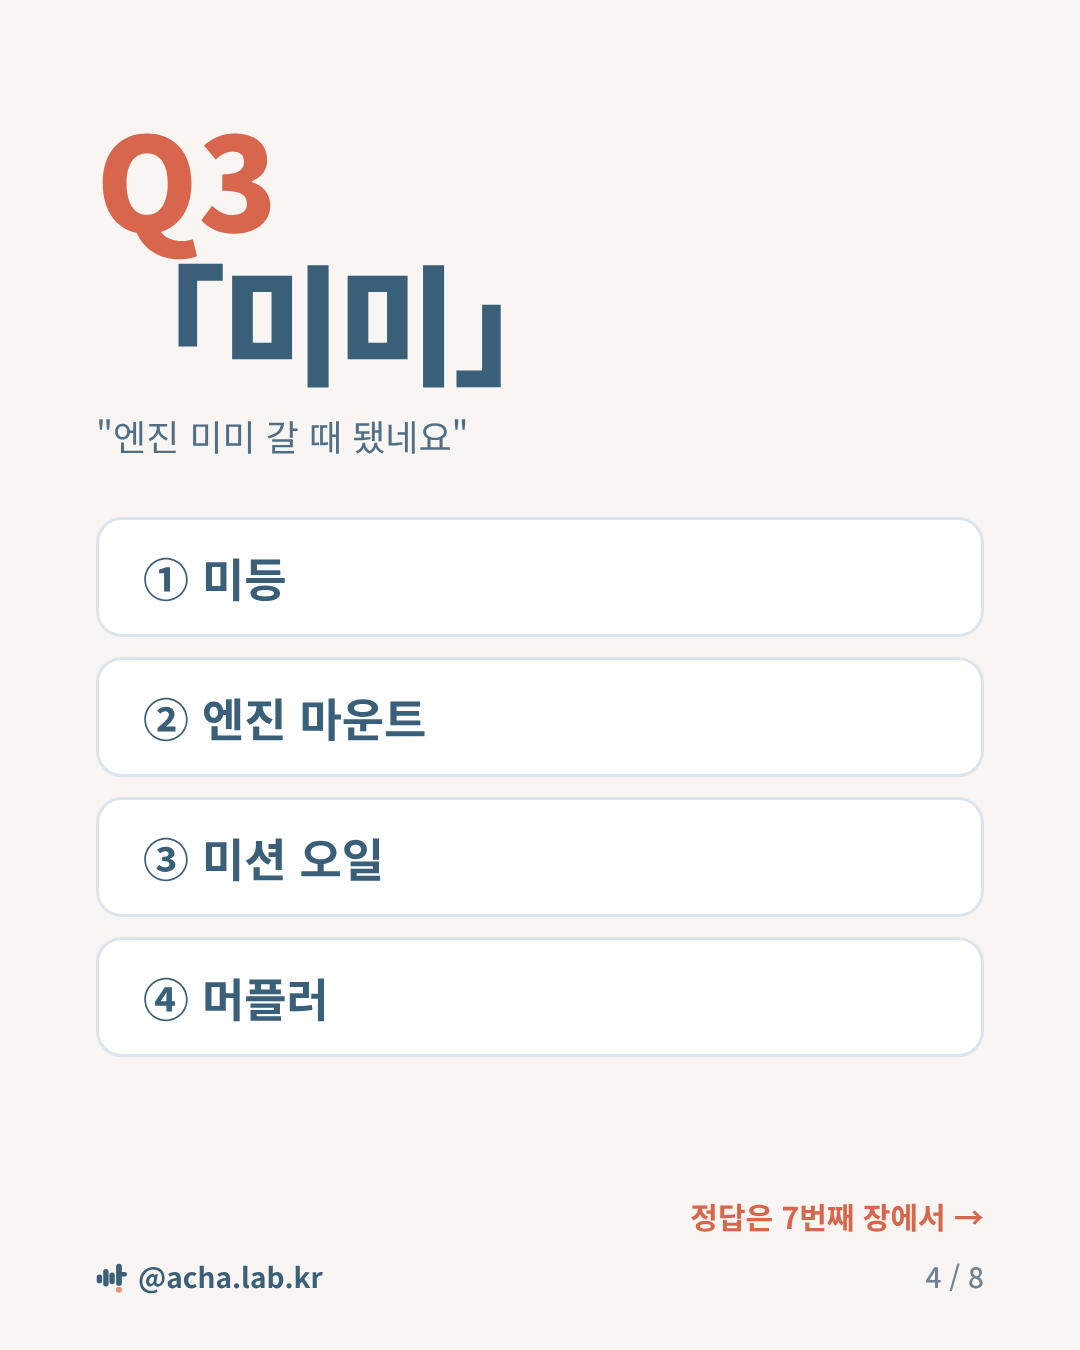 Q3
「미미」
"엔진 미미 갈 때 됐네요"
① 미등
② 엔진 마운트
③ 미션 오일
④ 머플러
정답은 7번째 장에서 →
@acha.lab.kr
4 / 8